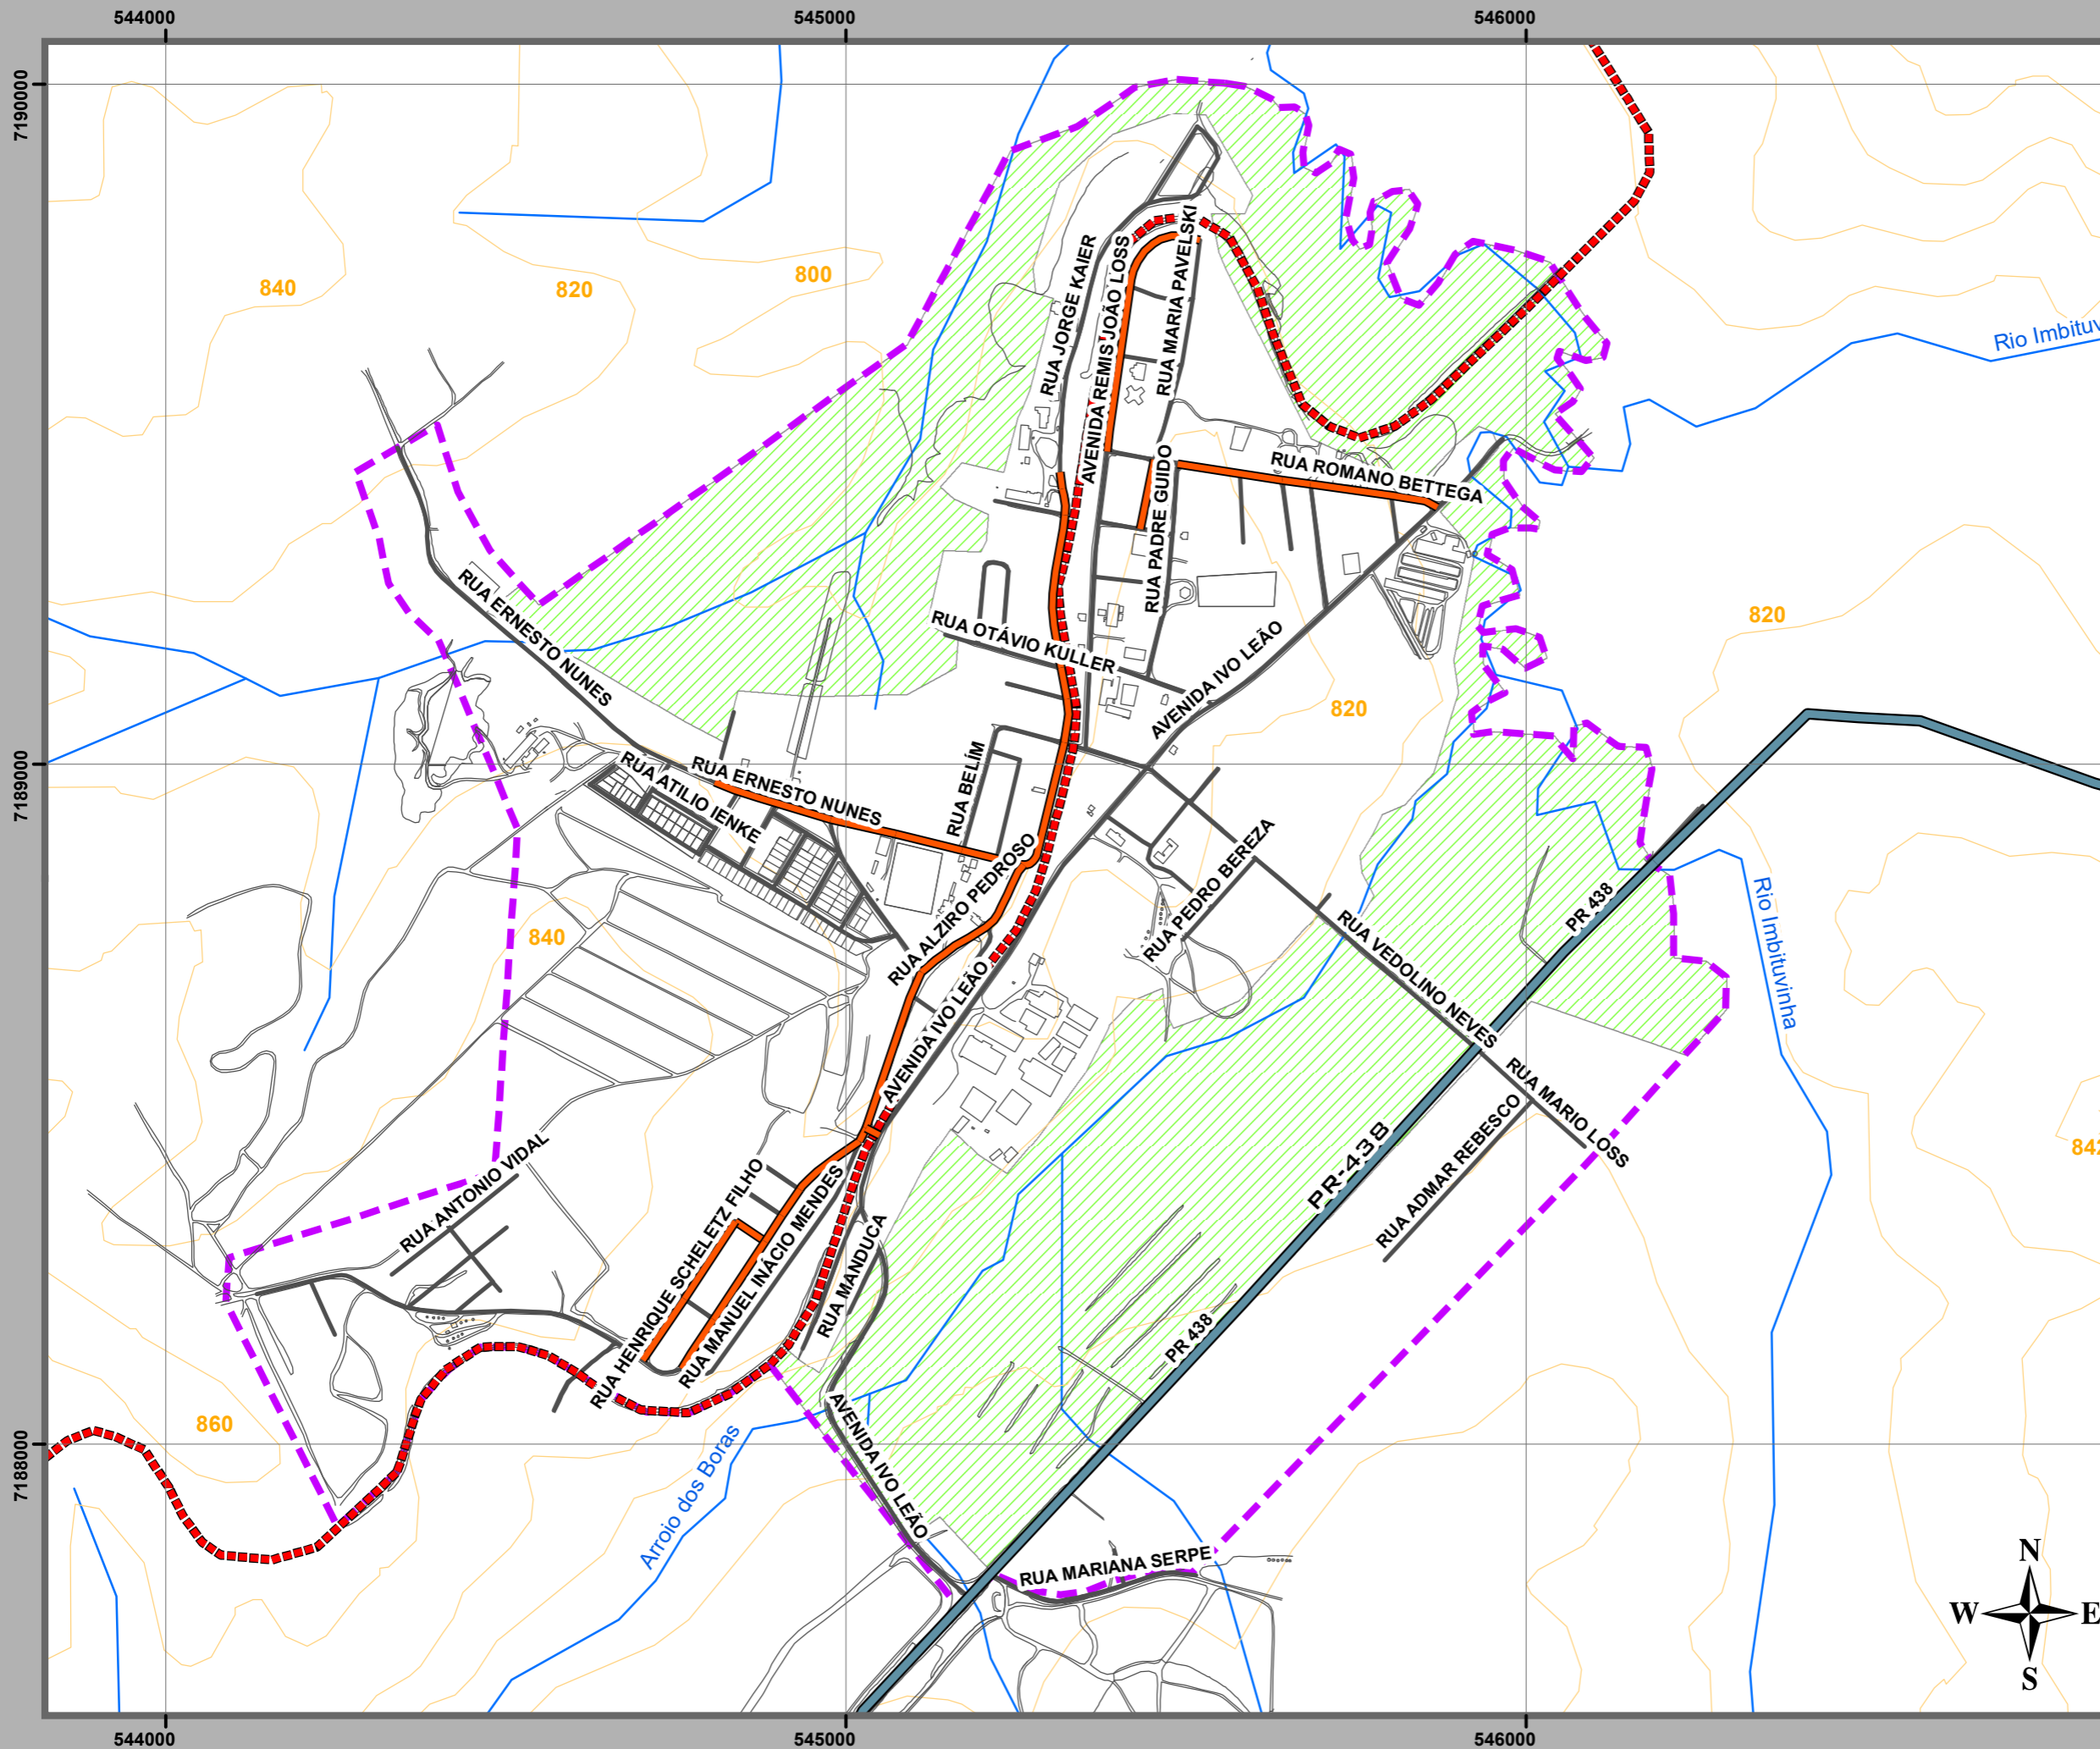 544000
545000
546000
7190000
840
820
800
Rio Imbituv
RUA JORGE KAIER
AVENIDA REMIS JOÃO LOSS
RUA MARIA PAVELSKI
RUA ROMANO BETTEGA
RUA PADRE GUIDO
RUA ERNESTO NUNES
RUA OTÁVIO KULLER
AVENIDA IVO LEÃO
820
820
7189000
RUA ERNESTO NUNES
RUA ATILIO IENKE
RUA BELÍM
RUA ALZIRO PEDROSO
RUA PEDRO BEREZA
PR 438
840
RUA VEDOLINO NEVES
Rio Imbituvinha
AVENIDA IVO LEÃO
RUA MARIO LOSS
RUA ANTONIO VIDAL
PR-438
RUA ADMAR REBESCO
842
RUA HENRIQUE SCHELETZ FILHO
RUA MANUEL INÁCIO MENDES
RUA MANDUCA
PR 438
860
7188000
Arroio dos Boras
AVENIDA IVO LEÃO
RUA MARIANA SERPE
N
W
E
S
544000
545000
546000